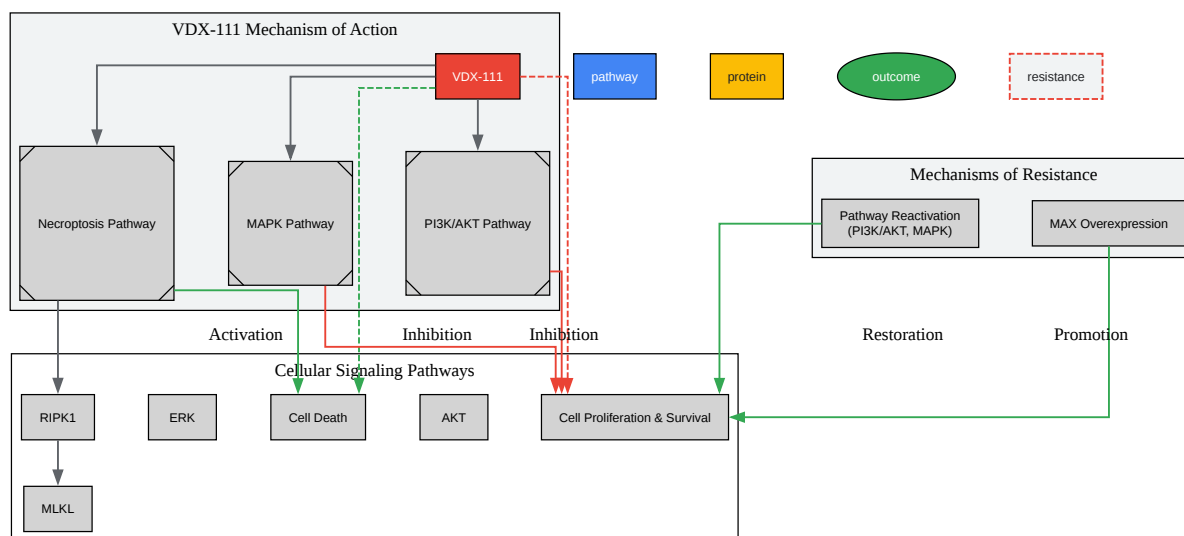 VDX-111 Mechanism of Action
VDX-111
pathway
protein
outcome
resistance
Necroptosis Pathway
MAPK Pathway
PI3K/AKT Pathway
Mechanisms of Resistance
Pathway Reactivation
(PI3K/AKT, MAPK)
MAX Overexpression
Activation
Inhibition
Inhibition
Restoration
Promotion
Cellular Signaling Pathways
RIPK1
ERK
Cell Death
AKT
Cell Proliferation & Survival
MLKL